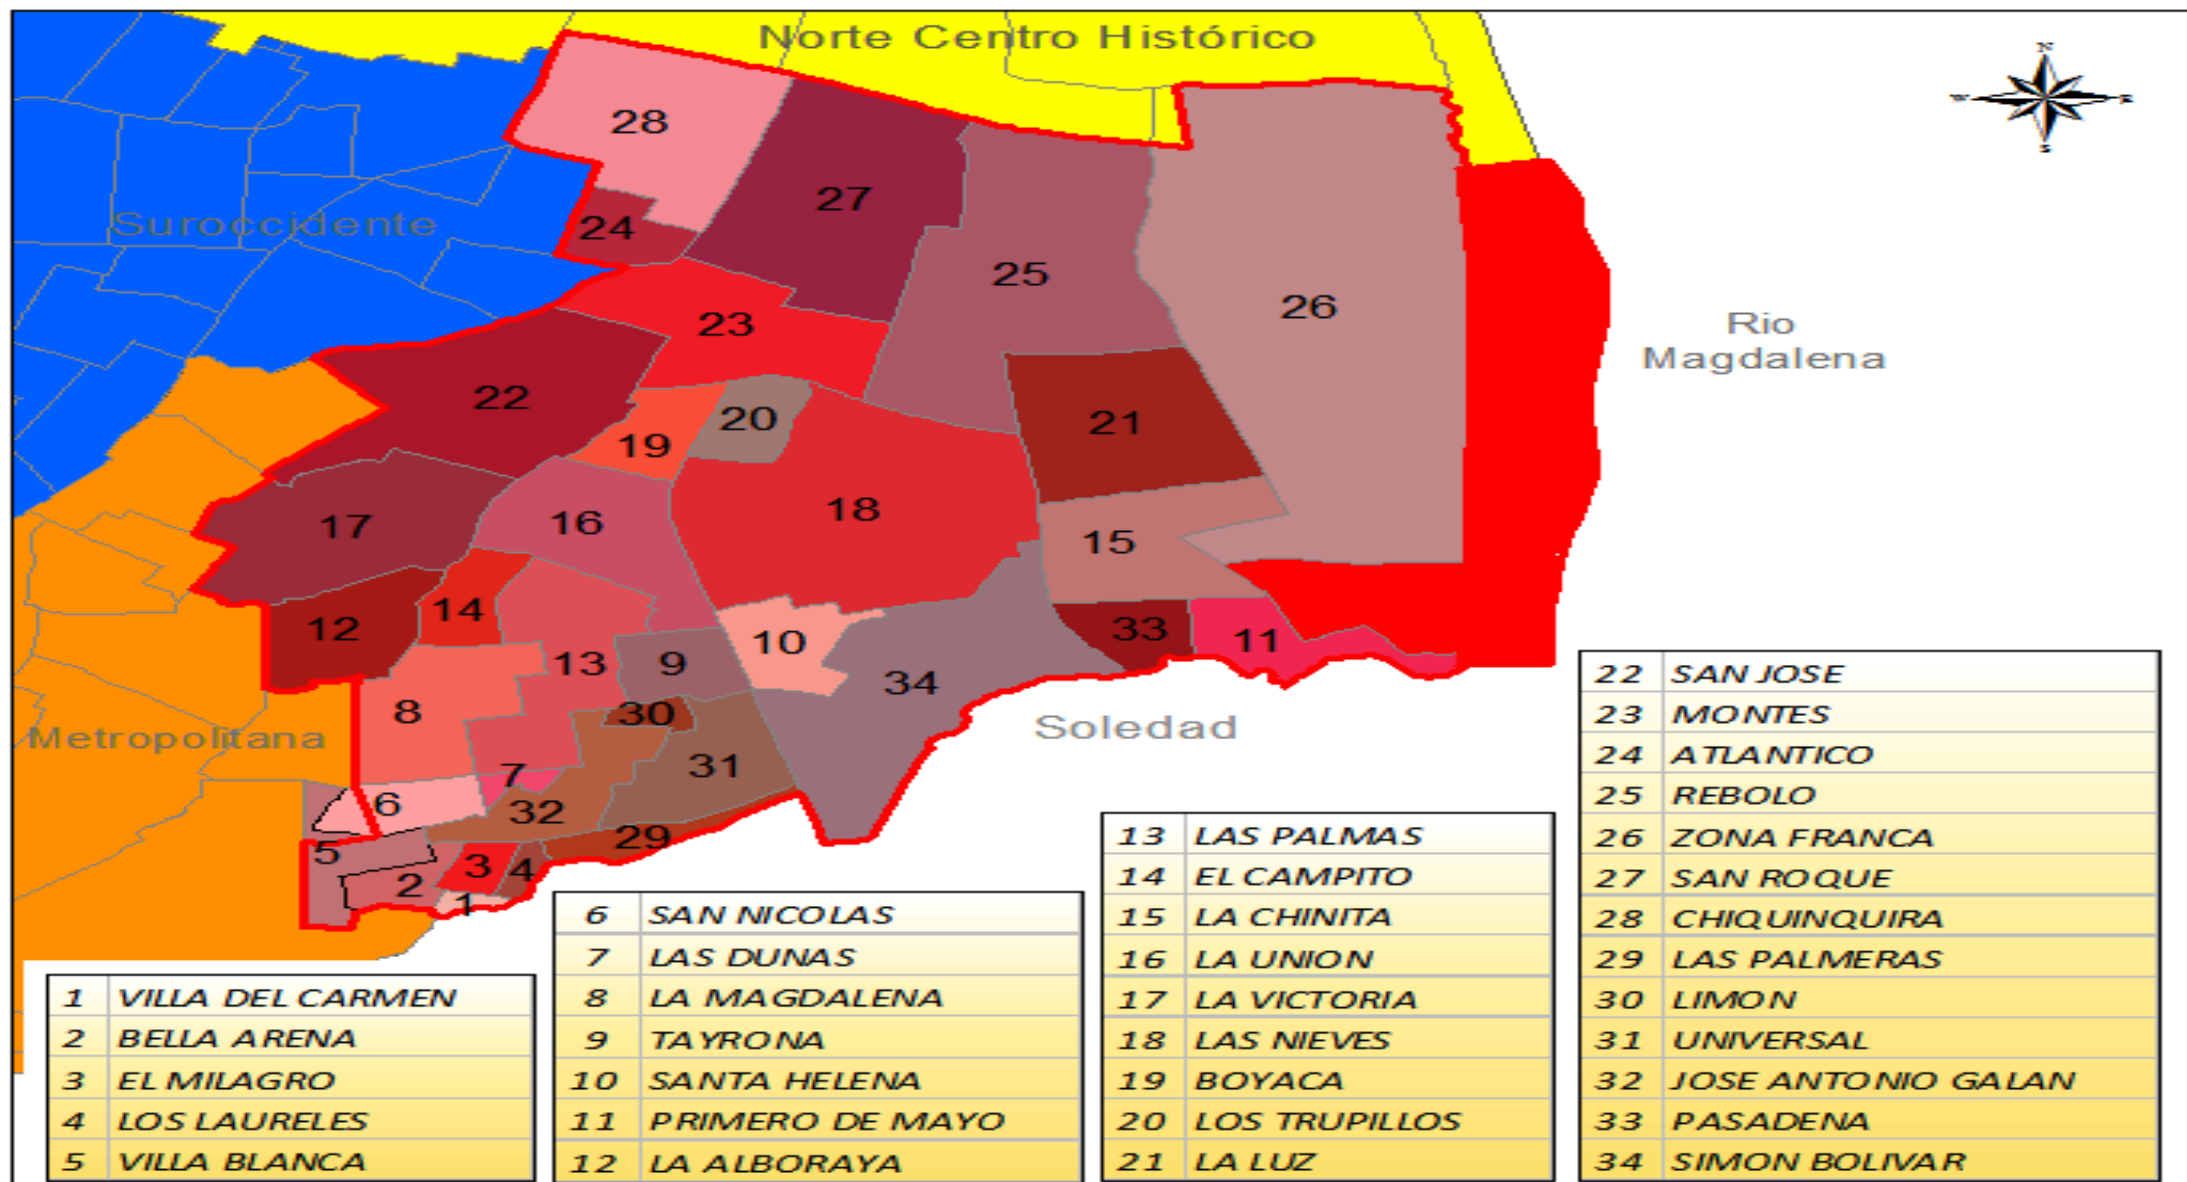 Norte Centro Histórico
N
W
E
S
28
27
24
Suroccidente
25
26
23
Rio
Magdalena
22
20
21
19
18
17
16
15
14
12
33
11
10
13
9
34
8
30
Soledad
Metropolitana
31
7
6
32
29
5
3
4
2
1
1 VILLA DEL CARMEN
2 BELLA ARENA
3 EL MILAGRO
4 LOS LAURELES
5 VILLA BLANCA
6 SAN NICOLAS
7 LAS DUNAS
8 LA MAGDALENA
9 TAYRONA
10 SANTA HELENA
11 PRIMERO DE MAYO
12 LA ALBORAYA
13 LAS PALMAS
14 EL CAMPITO
15 LA CHINITA
16 LA UNION
17 LA VICTORIA
18 LAS NIEVES
19 BOYACA
20 LOS TRUPILLOS
21 LA LUZ
22 SAN JOSE
23 MONTES
24 ATLANTICO
25 REBOLO
26 ZONA FRANCA
27 SAN ROQUE
28 CHIQUINQUIRA
29 LAS PALMERAS
30 LIMON
31 UNIVERSAL
32 JOSE ANTONIO GALAN
33 PASADENA
34 SIMON BOLIVAR